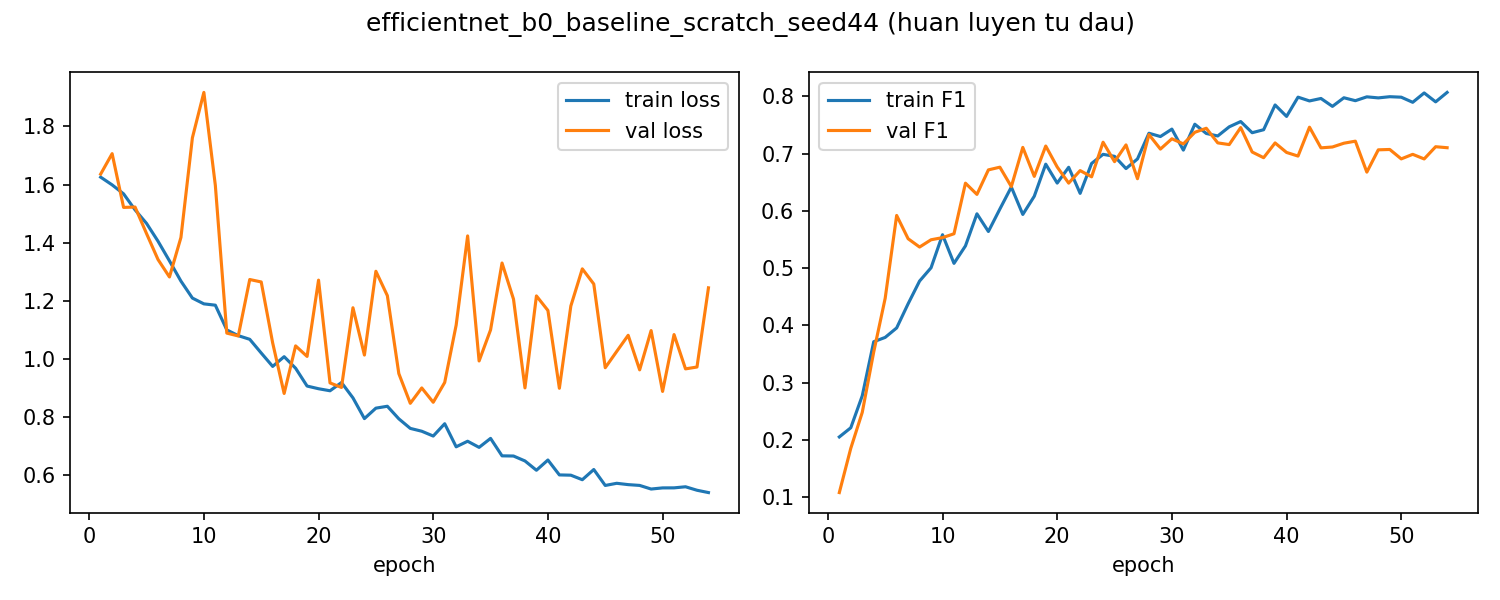 efficientnet_b0_baseline_scratch_seed44 (huan luyen tu dau)
train loss
val loss
1.8
1.6
1.4
1.2
1.0
0.8
0.6
0 10 20 30 40 50
epoch
train F1
val F1
0.8
0.7
0.6
0.5
0.4
0.3
0.2
0.1
0 10 20 30 40 50
epoch